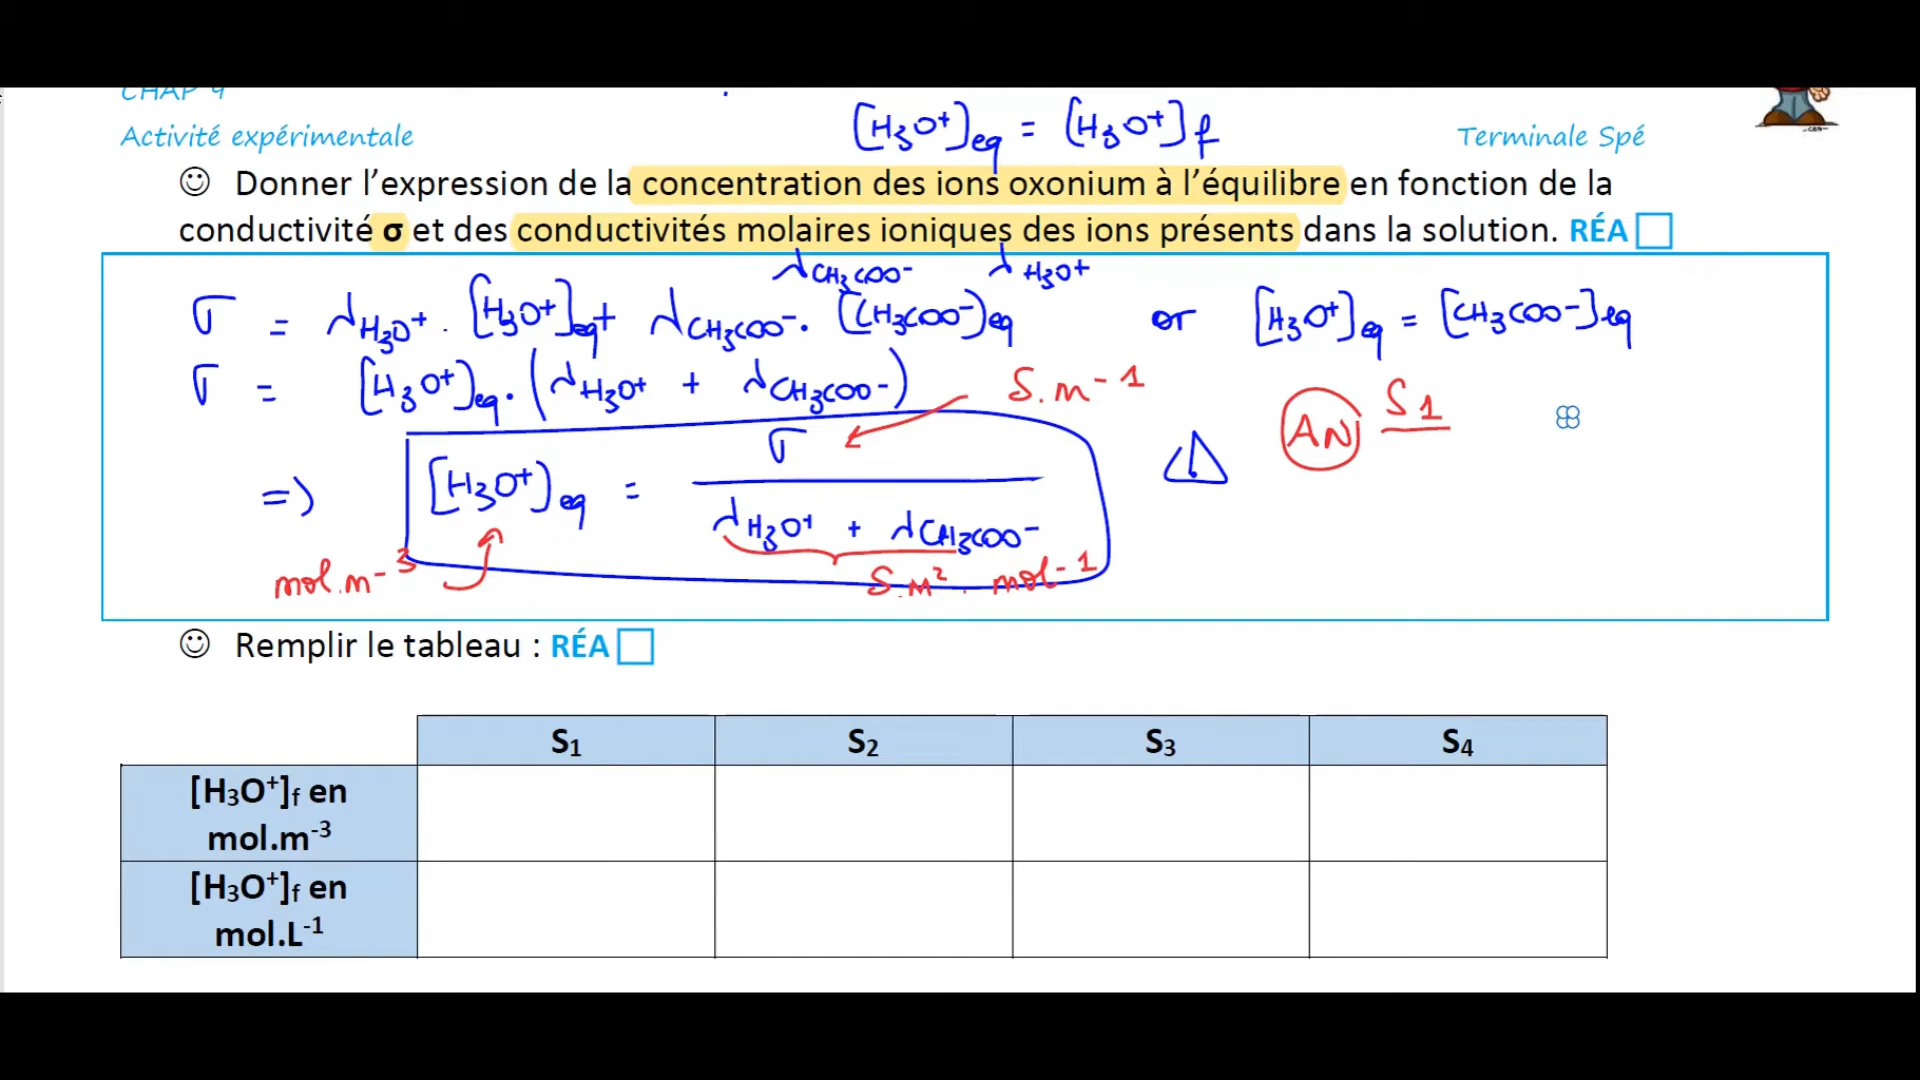 CHAP 9
[H3O+]eq = [H3O+]f
Activité expérimentale
Terminale Spé
☺ Donner l'expression de la concentration des ions oxonium à l'équilibre en fonction de la
conductivité σ et des conductivités molaires ioniques des ions présents dans la solution. RÉA □
λCH3COO- λH3O+
σ = λH3O+ . [H3O+]eq + λCH3COO- . [CH3COO-]eq or [H3O+]eq = [CH3COO-]eq
σ = [H3O+]eq . (λH3O+ + λCH3COO-)
S.m-1
AN S1
=> [H3O+]eq = σ / λH3O+ + λCH3COO-
mol.m-3
S.m² . mol-1
☺ Remplir le tableau : RÉA □
S1 S2 S3 S4
[H3O+]f en
mol.m-3
[H3O+]f en
mol.L-1